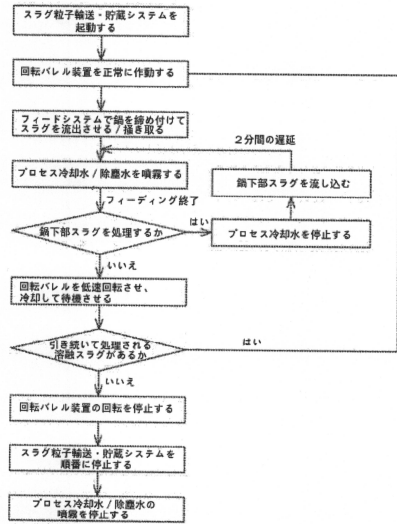 スラグ粒子輸送・貯蔵システムを
起動する
回転バレル装置を正常に作動する
フィードシステムで鍋を締め付けて
スラグを流出させる/掻き取る
2分間の遅延
プロセス冷却水/除塵水を噴霧する
鍋下部スラグを流し込む
フィーディング終了
鍋下部スラグを処理するか
はい
プロセス冷却水を停止する
いいえ
回転バレルを低速回転させ、
冷却して待機させる
引き続いて処理される
溶融スラグがあるか
はい
いいえ
回転バレル装置の回転を停止する
スラグ粒子輸送・貯蔵システムを
順番に停止する
プロセス冷却水/除塵水の
噴霧を停止する